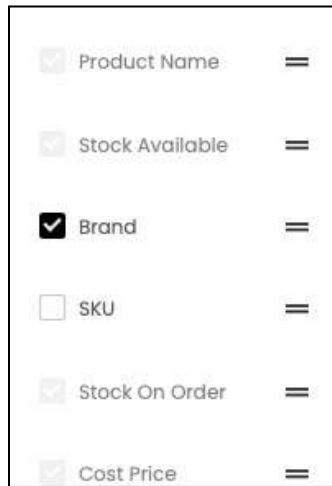 Product Name
Stock Available
Brand
SKU
Stock On Order
Cost Price